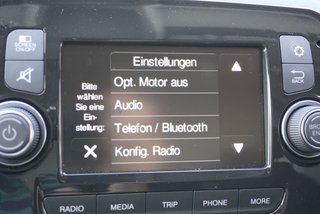 SCREEN
ON/OFF
Einstellungen
Opt. Motor aus
Bitte
wählen
Sie eine
Ein-
stellung:
Audio
Telefon / Bluetooth
Konfig. Radio
BACK
RADIO
MEDIA
TRIP
PHONE
MORE